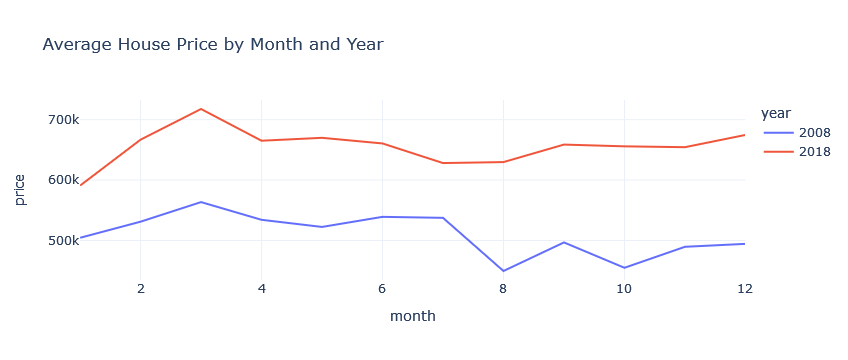 Average House Price by Month and Year
year
2008
2018
price
700k
600k
500k
2 4 6 8 10 12
month